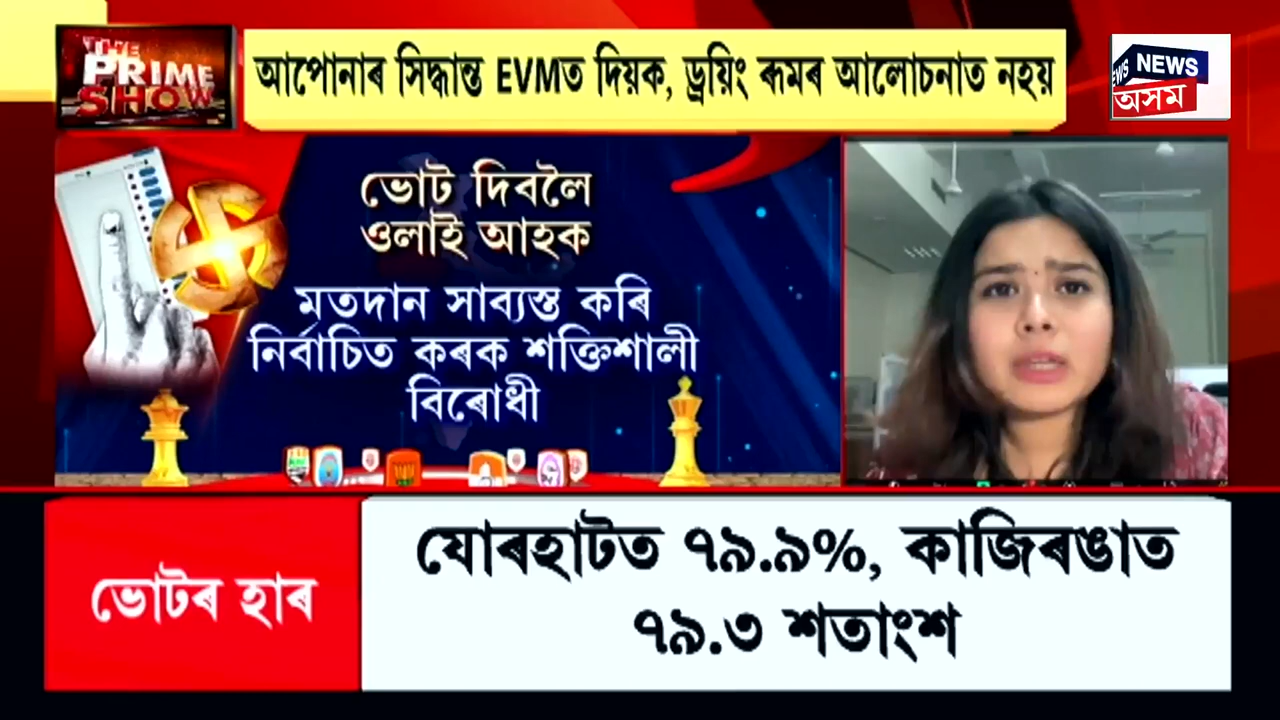 THE
PRIME
SHOW
আপোনাৰ সিদ্ধান্ত EVMত দিয়ক, ড্ৰয়িং ৰূমৰ আলোচনাত নহয়
NEWS
অসম
ভোট দিবলৈ
ওলাই আহক
মতদান সাব্যস্ত কৰি
নিৰ্বাচিত কৰক শক্তিশালী
বিৰোধী
ভোটৰ হাৰ
যোৰহাটত ৭৯.৯%, কাজিৰঙাত
৭৯.৩ শতাংশ